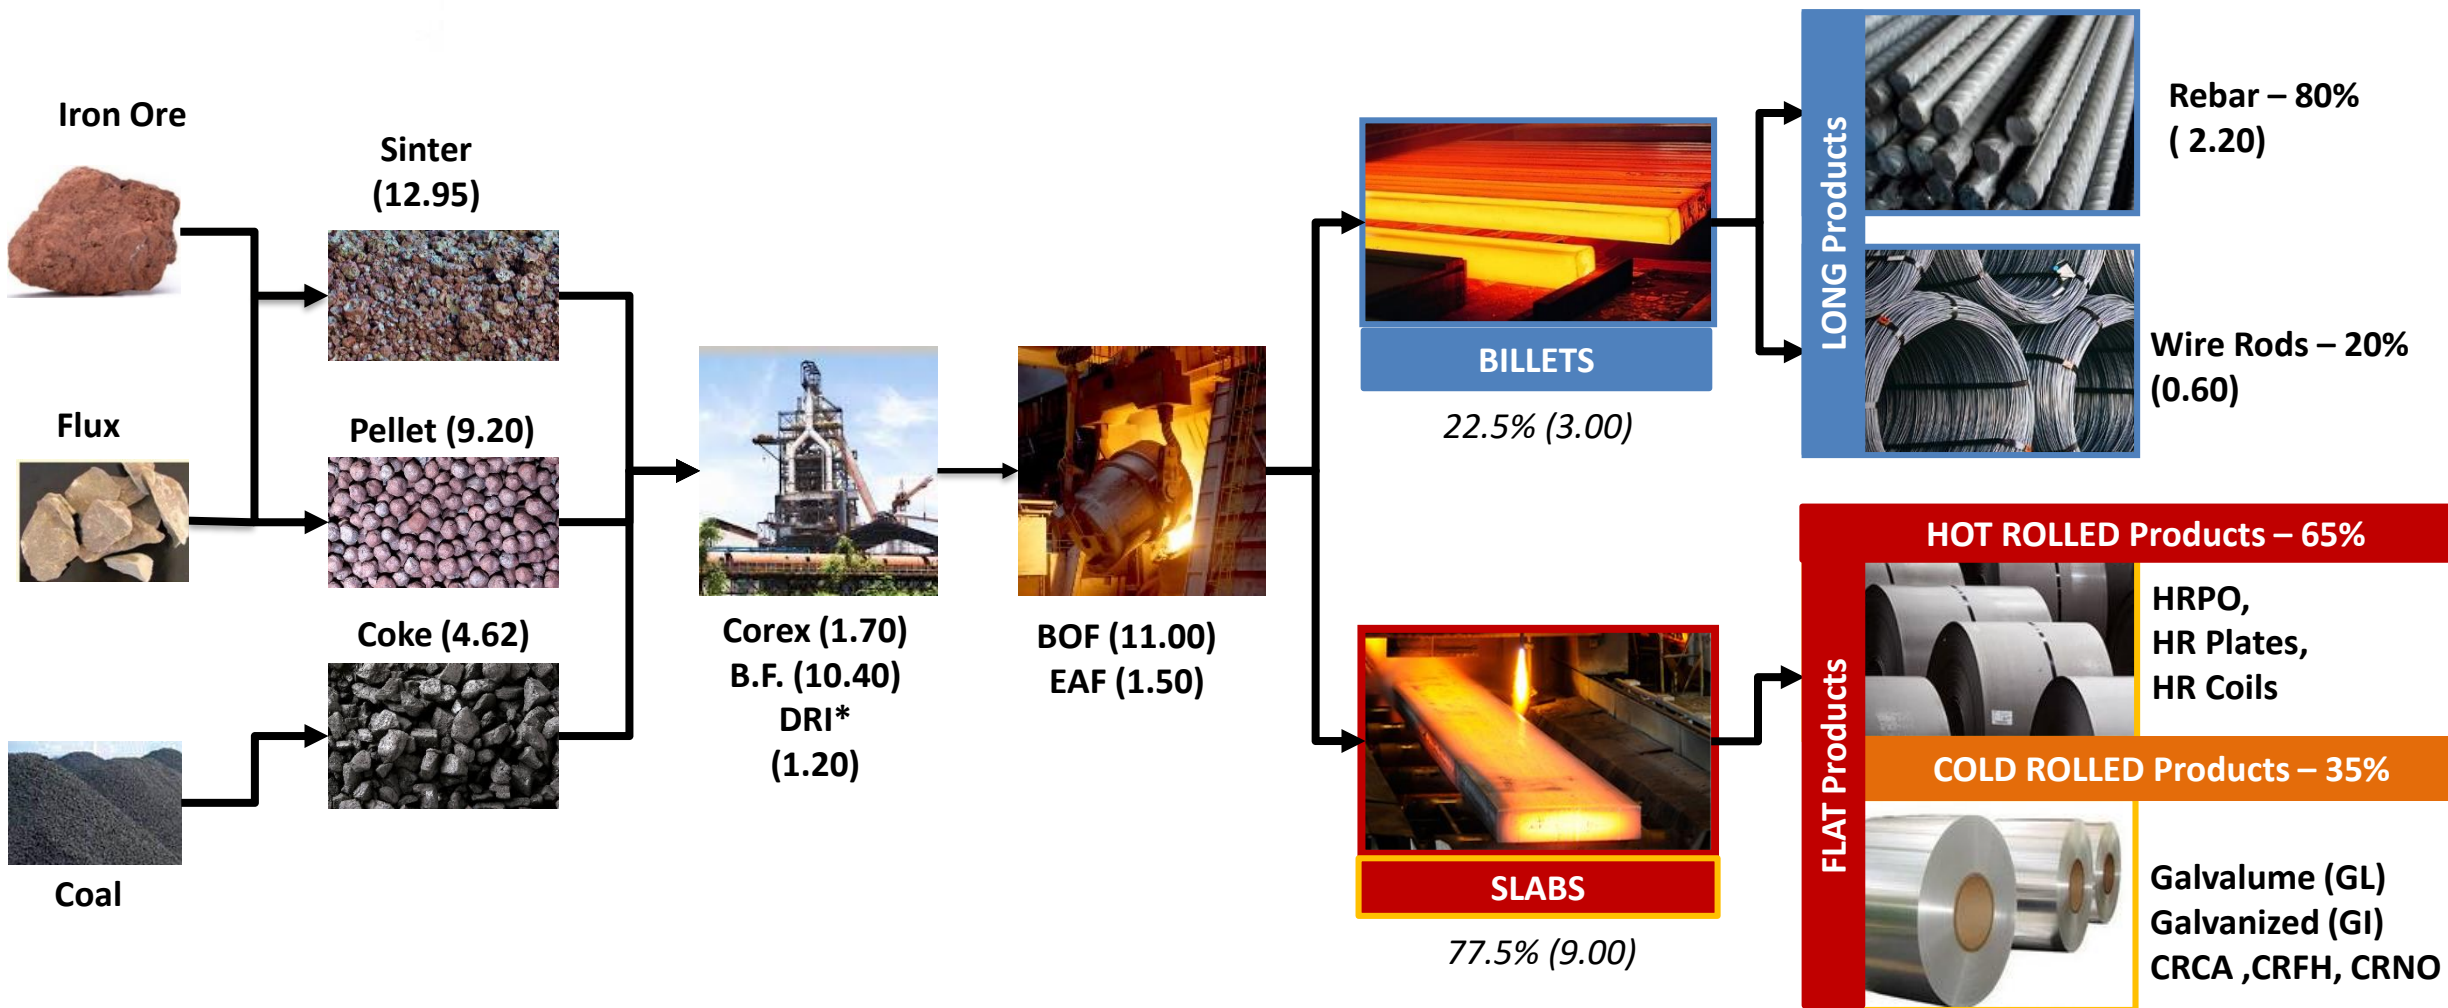 Iron Ore
Flux
Coal
Sinter
(12.95)
Pellet (9.20)
Coke (4.62)
Corex (1.70)
B.F. (10.40)
DRI*
(1.20)
BOF (11.00)
EAF (1.50)
BILLETS
22.5% (3.00)
SLABS
77.5% (9.00)
LONG Products
Rebar – 80%
( 2.20)
Wire Rods – 20%
(0.60)
FLAT Products
HOT ROLLED Products – 65%
HRPO,
HR Plates,
HR Coils
COLD ROLLED Products – 35%
Galvalume (GL)
Galvanized (GI)
CRCA ,CRFH, CRNO